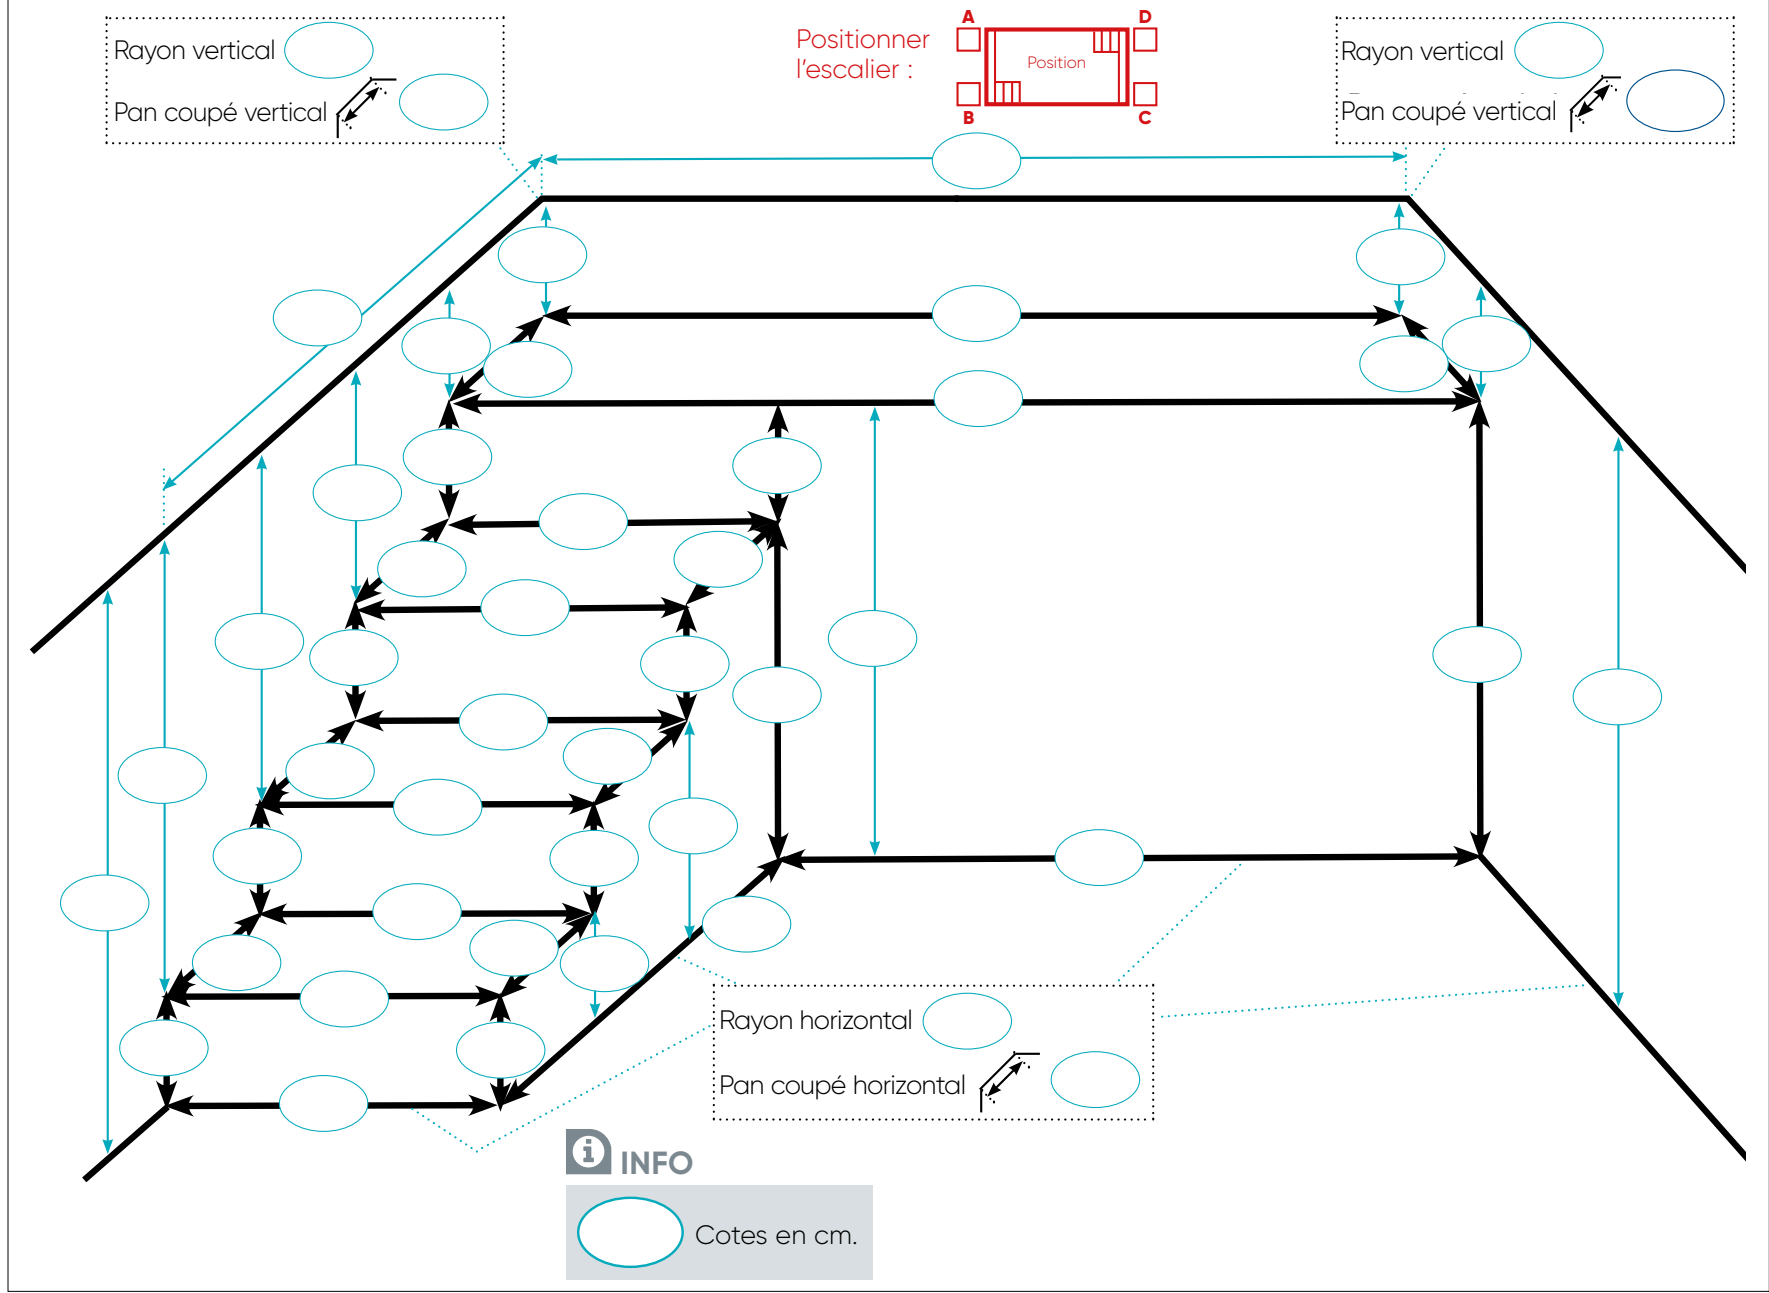 Rayon vertical
Pan coupé vertical
Positionner
l'escalier :
A
D
Position
B
C
Rayon vertical
Pan coupé vertical
Rayon horizontal
Pan coupé horizontal
i INFO
Cotes en cm.